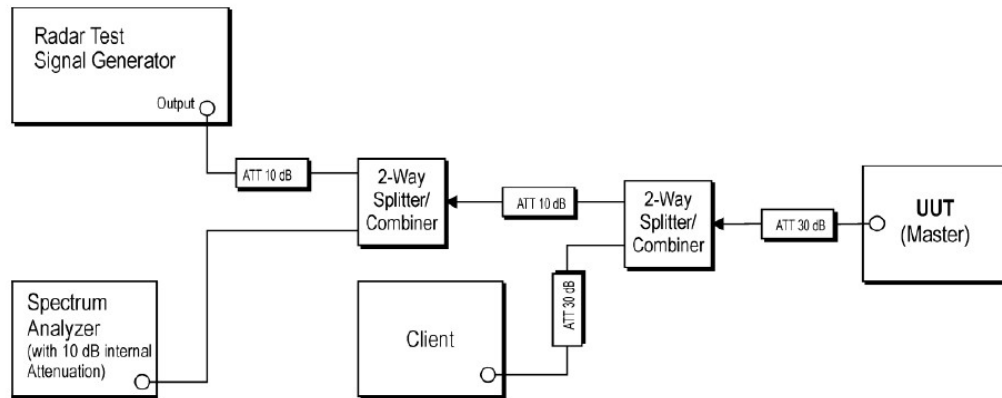 Radar Test
Signal Generator
Output
ATT 10 dB
2-Way
Splitter/
Combiner
ATT 10 dB
2-Way
Splitter/
Combiner
ATT 30 dB
UUT
(Master)
Spectrum
Analyzer
(with 10 dB internal
Attenuation)
Client
ATT 30 dB